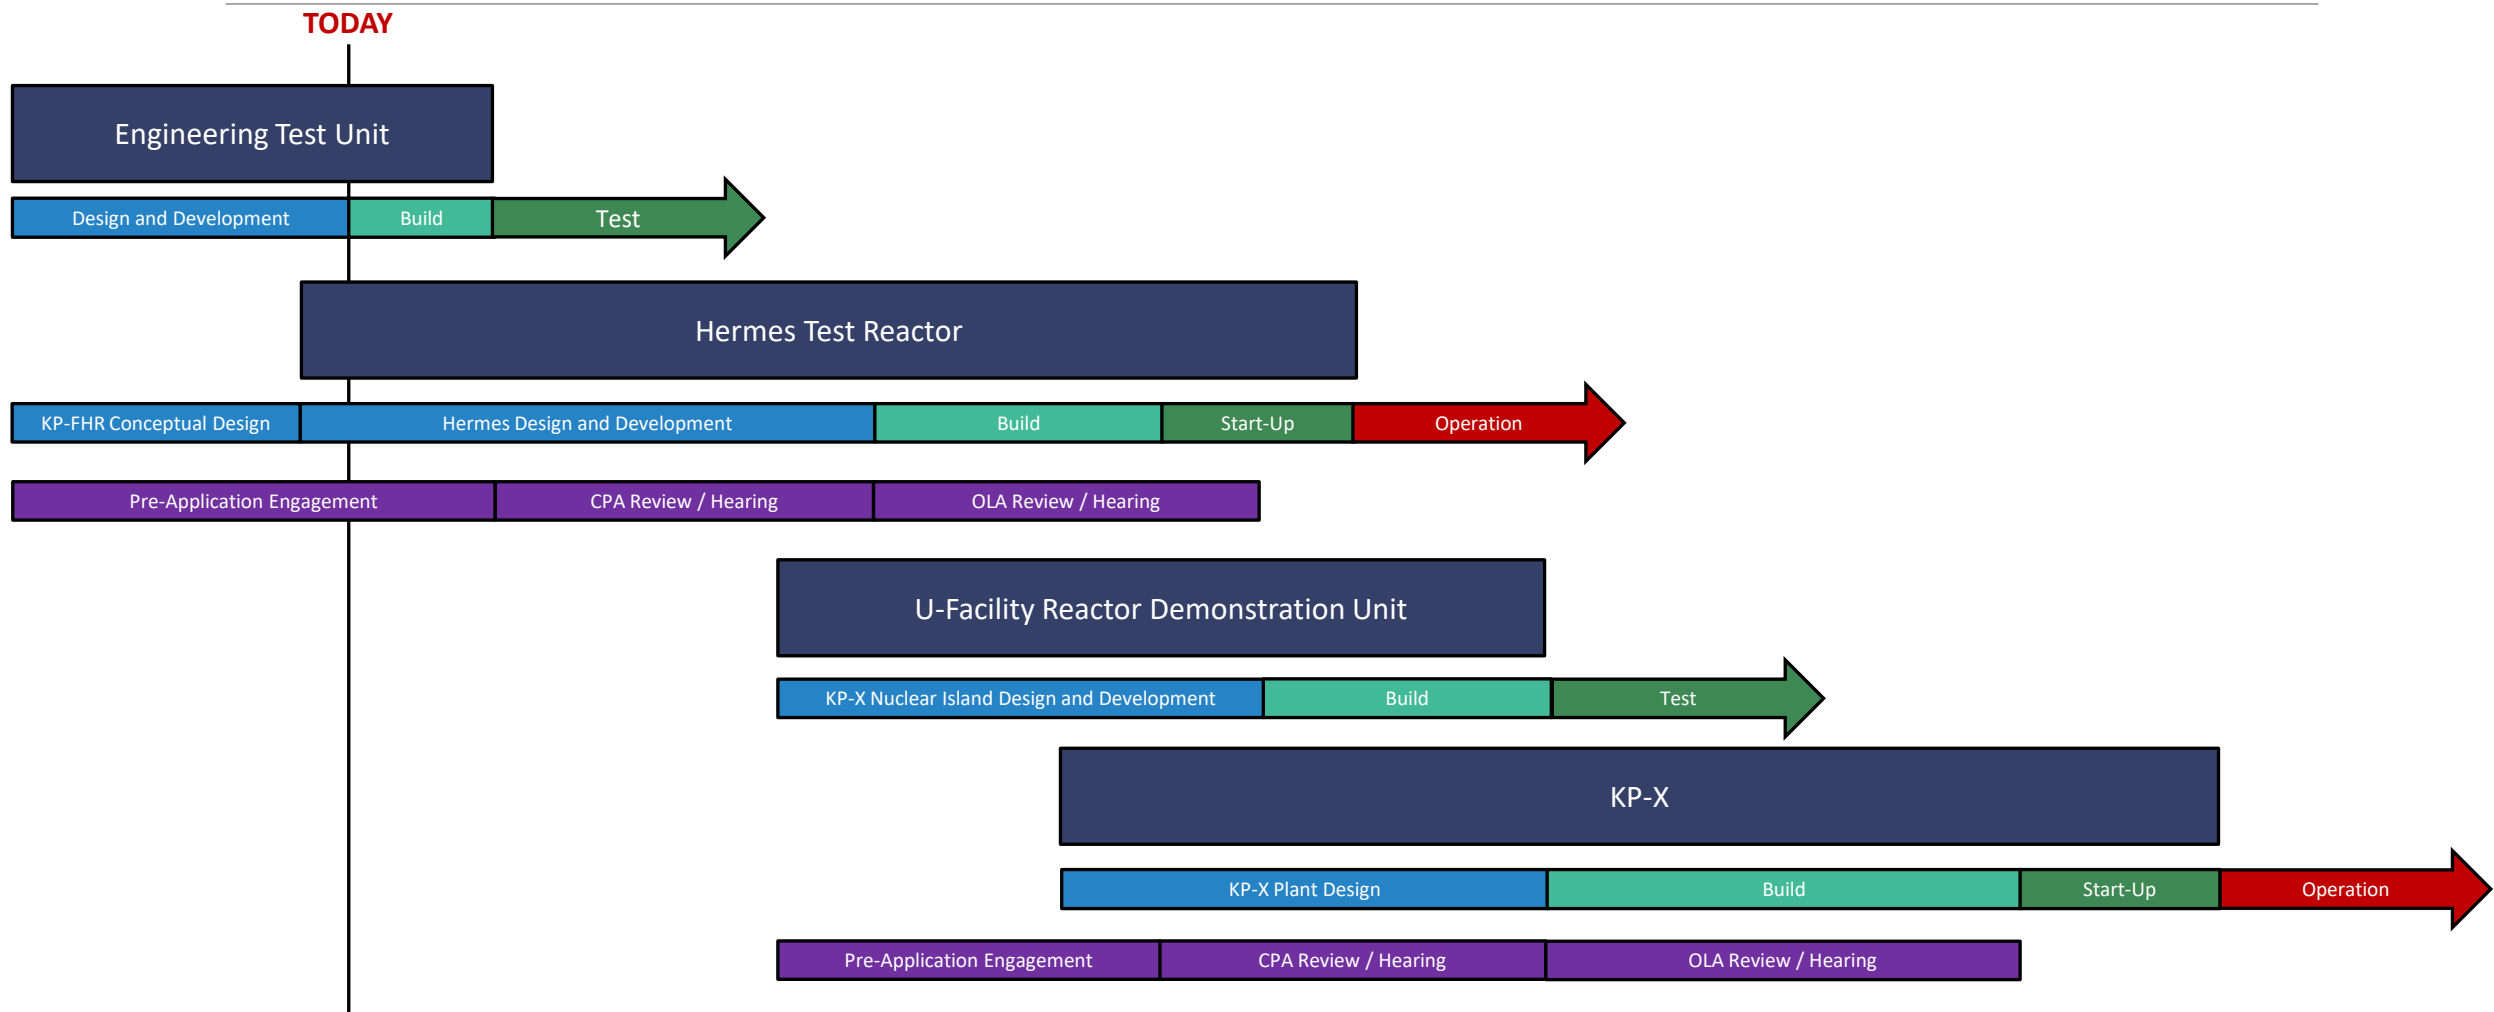 TODAY
Engineering Test Unit
Design and Development
Build
Test
Hermes Test Reactor
KP-FHR Conceptual Design
Hermes Design and Development
Build
Start-Up
Operation
Pre-Application Engagement
CPA Review / Hearing
OLA Review / Hearing
U-Facility Reactor Demonstration Unit
KP-X Nuclear Island Design and Development
Build
Test
KP-X
KP-X Plant Design
Build
Start-Up
Operation
Pre-Application Engagement
CPA Review / Hearing
OLA Review / Hearing